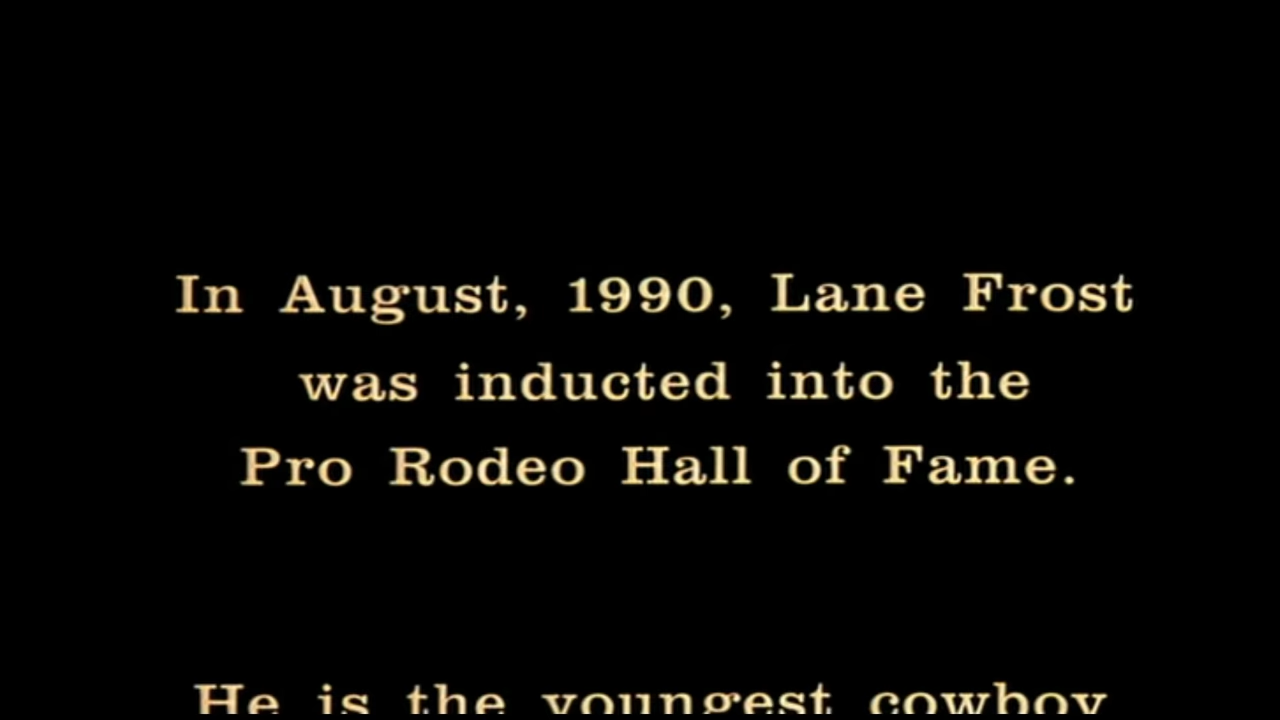 In August, 1990, Lane Frost
was inducted into the
Pro Rodeo Hall of Fame.
He is the youngest cowboy